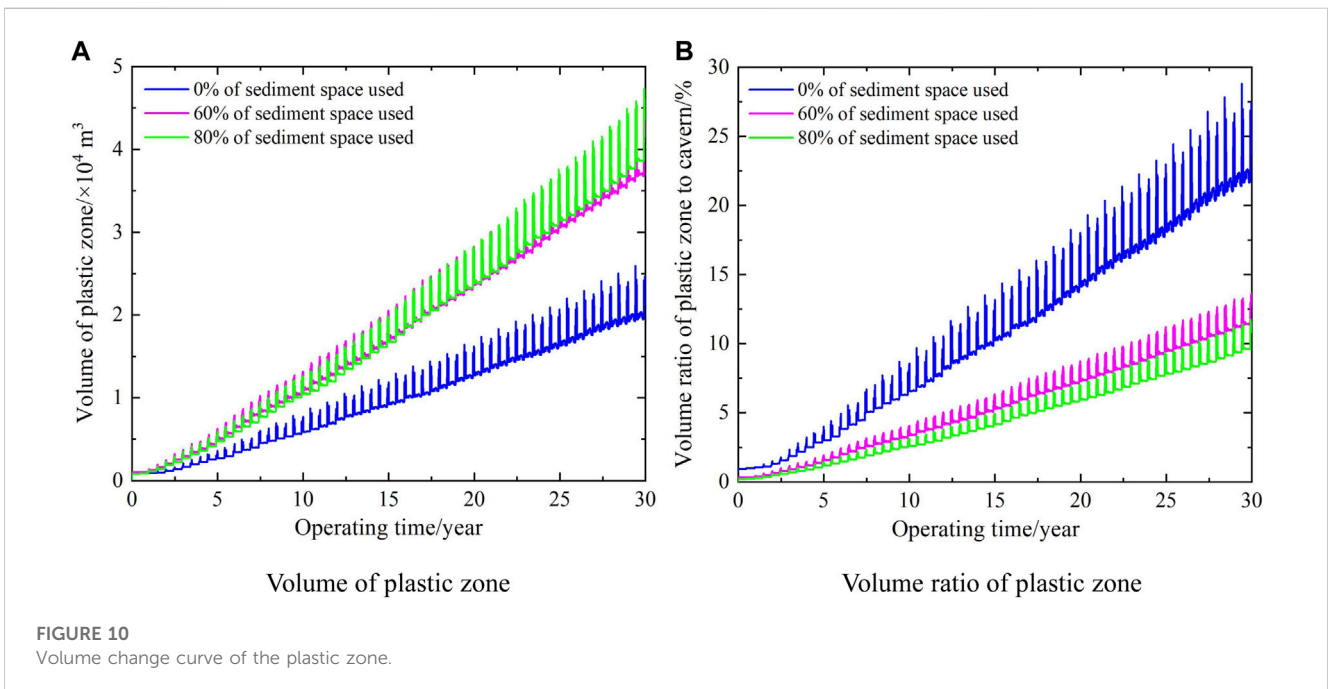 A
Volume of plastic zone/×10⁴ m³
5
4
3
2
1
0
0% of sediment space used
60% of sediment space used
80% of sediment space used
0 5 10 15 20 25 30
Operating time/year
Volume of plastic zone
B
Volume ratio of plastic zone to cavern/%
30
25
20
15
10
5
0
0% of sediment space used
60% of sediment space used
80% of sediment space used
0 5 10 15 20 25 30
Operating time/year
Volume ratio of plastic zone
FIGURE 10
Volume change curve of the plastic zone.